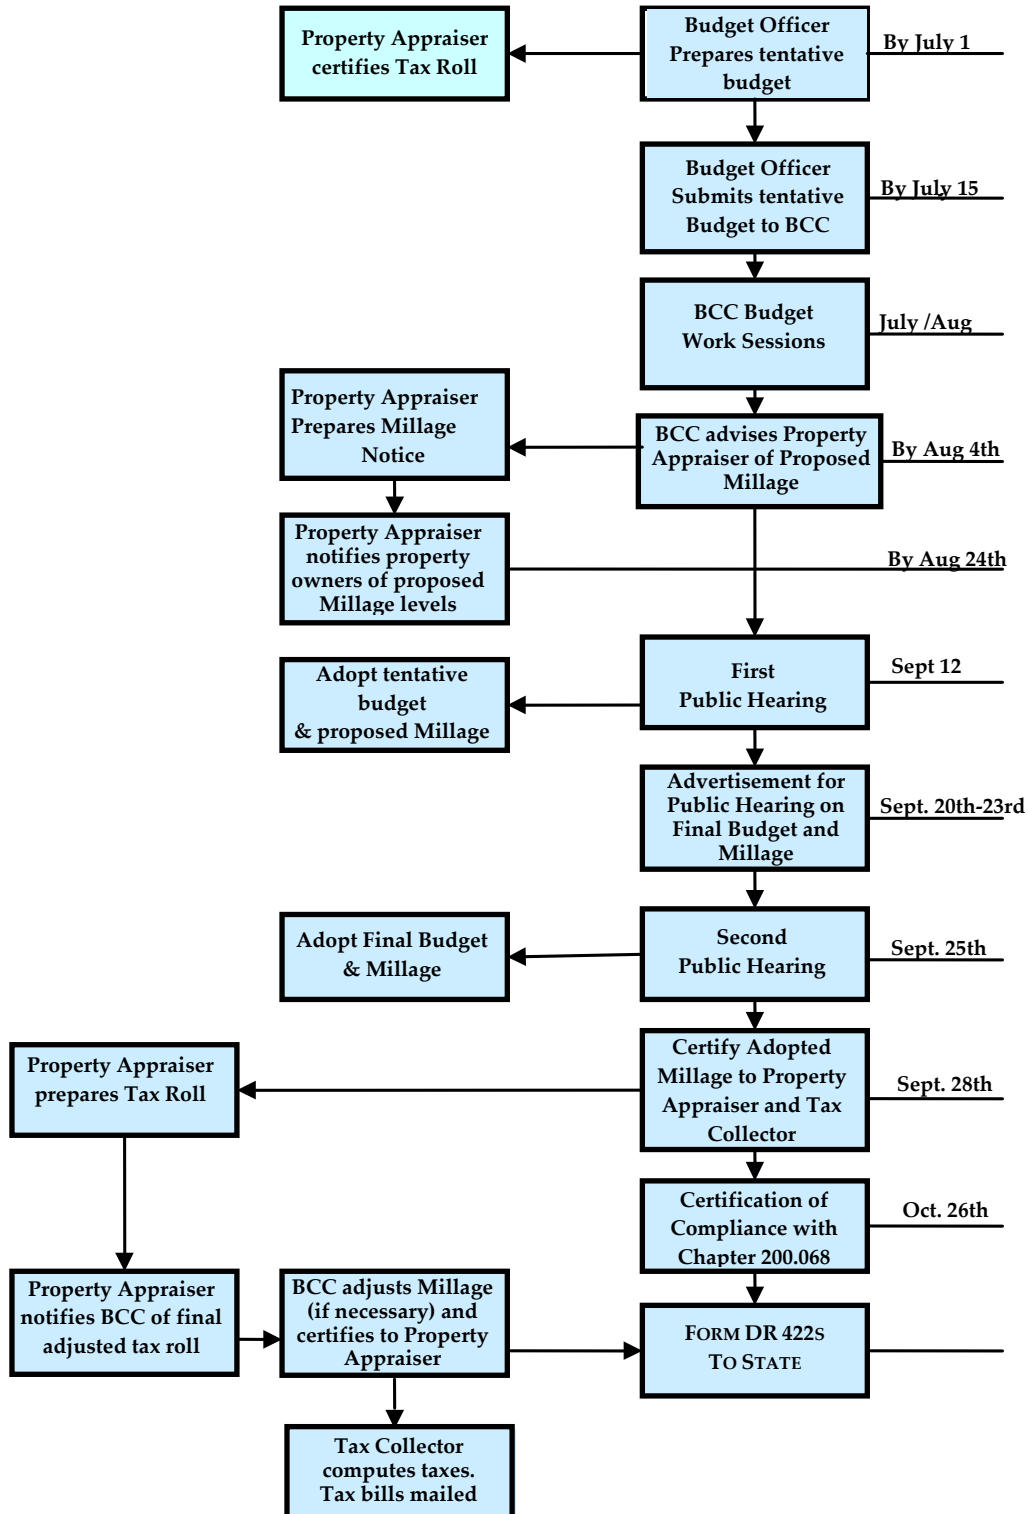 Property Appraiser
certifies Tax Roll
Budget Officer
Prepares tentative
budget
By July 1
Budget Officer
Submits tentative
Budget to BCC
By July 15
BCC Budget
Work Sessions
July /Aug
Property Appraiser
Prepares Millage
Notice
BCC advises Property
Appraiser of Proposed
Millage
By Aug 4th
Property Appraiser
notifies property
owners of proposed
Millage levels
By Aug 24th
First
Public Hearing
Sept 12
Adopt tentative
budget
& proposed Millage
Advertisement for
Public Hearing on
Final Budget and
Millage
Sept. 20th-23rd
Adopt Final Budget
& Millage
Second
Public Hearing
Sept. 25th
Property Appraiser
prepares Tax Roll
Certify Adopted
Millage to Property
Appraiser and Tax
Collector
Sept. 28th
Certification of
Compliance with
Chapter 200.068
Oct. 26th
Property Appraiser
notifies BCC of final
adjusted tax roll
BCC adjusts Millage
(if necessary) and
certifies to Property
Appraiser
FORM DR 422S
TO STATE
Tax Collector
computes taxes.
Tax bills mailed